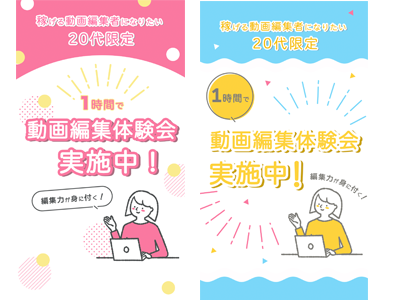 稼げる動画編集者になりたい
20代限定
1時間で
動画編集体験会
実施中！
編集力が身に付く！
稼げる動画編集者になりたい
20代限定
1時間で
動画編集体験会
実施中！
編集力が身に付く！